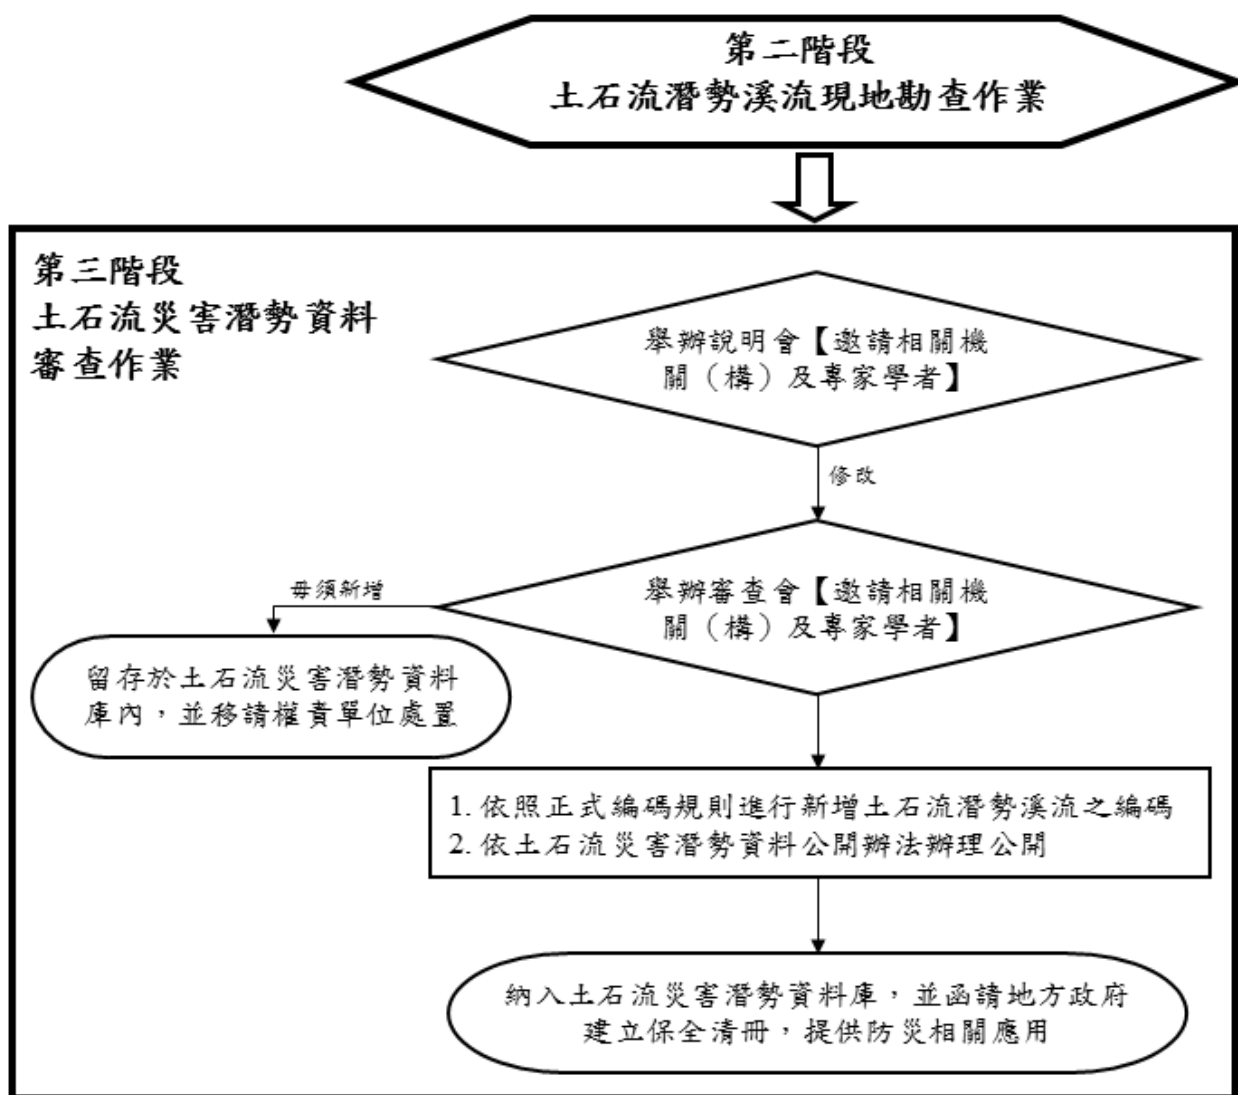 第二階段
土石流潛勢溪流現地勘查作業
第三階段
土石流災害潛勢資料
審查作業
舉辦說明會【邀請相關機
關（構）及專家學者】
修改
舉辦審查會【邀請相關機
關（構）及專家學者】
毋須新增
留存於土石流災害潛勢資料
庫內，並移請權責單位處置
1. 依照正式編碼規則進行新增土石流潛勢溪流之編碼
2. 依土石流災害潛勢資料公開辦法辦理公開
納入土石流災害潛勢資料庫，並函請地方政府
建立保全清冊，提供防災相關應用